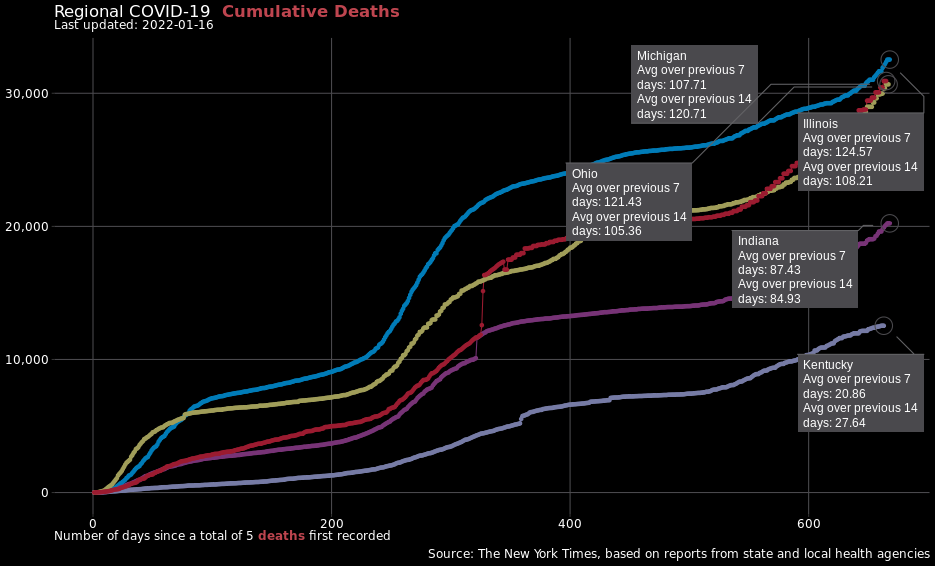 Regional COVID-19 Cumulative Deaths
Last updated: 2022-01-16
30,000
20,000
10,000
0
Michigan
Avg over previous 7
days: 107.71
Avg over previous 14
days: 120.71
Illinois
Avg over previous 7
days: 124.57
Avg over previous 14
days: 108.21
Ohio
Avg over previous 7
days: 121.43
Avg over previous 14
days: 105.36
Indiana
Avg over previous 7
days: 87.43
Avg over previous 14
days: 84.93
Kentucky
Avg over previous 7
days: 20.86
Avg over previous 14
days: 27.64
0 200 400 600
Number of days since a total of 5 deaths first recorded
Source: The New York Times, based on reports from state and local health agencies